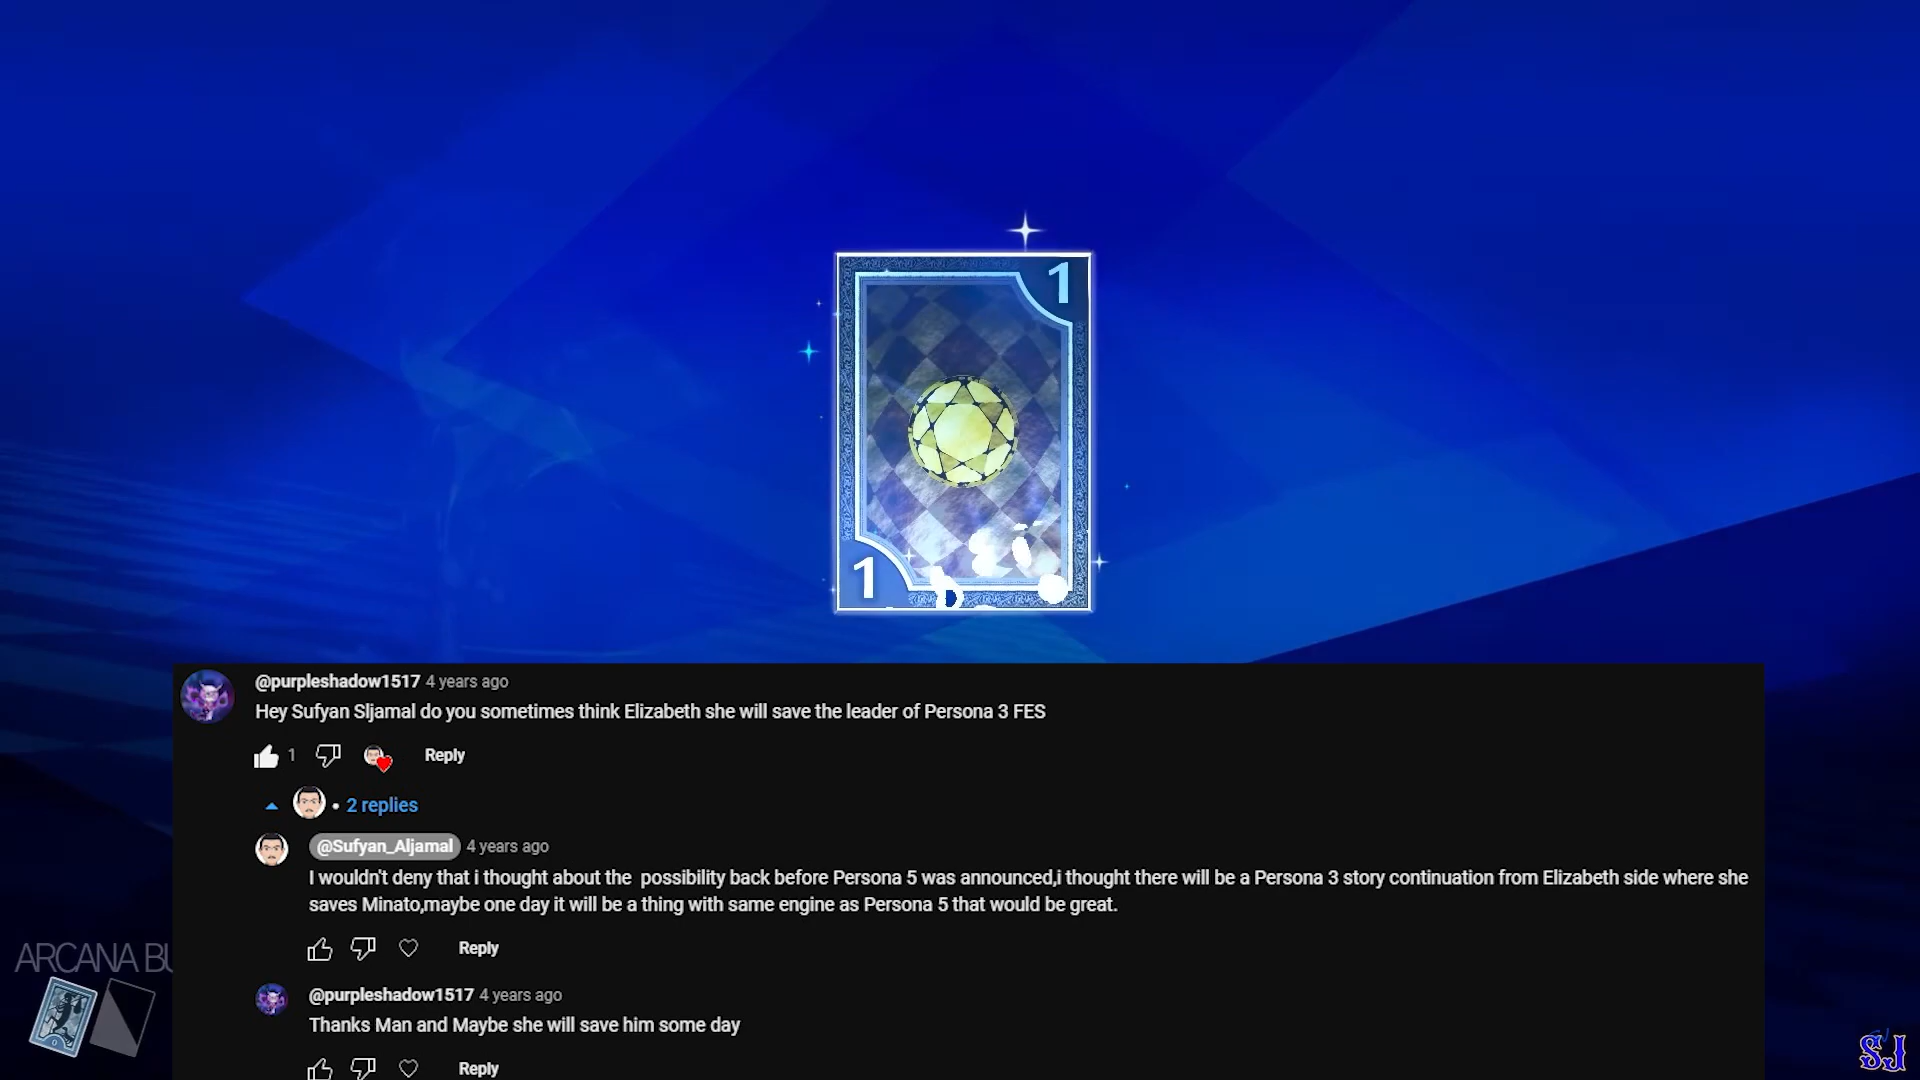 1
1
@purpleshadow1517 4 years ago
Hey Sufyan Sljamal do you sometimes think Elizabeth she will save the leader of Persona 3 FES
1 Reply
• 2 replies
@Sufyan_Aljamal 4 years ago
I wouldn't deny that i thought about the  possibility back before Persona 5 was announced,i thought there will be a Persona 3 story continuation from Elizabeth side where she
saves Minato,maybe one day it will be a thing with same engine as Persona 5 that would be great.
Reply
ARCANA BU
@purpleshadow1517 4 years ago
Thanks Man and Maybe she will save him some day
Reply
0
SJ